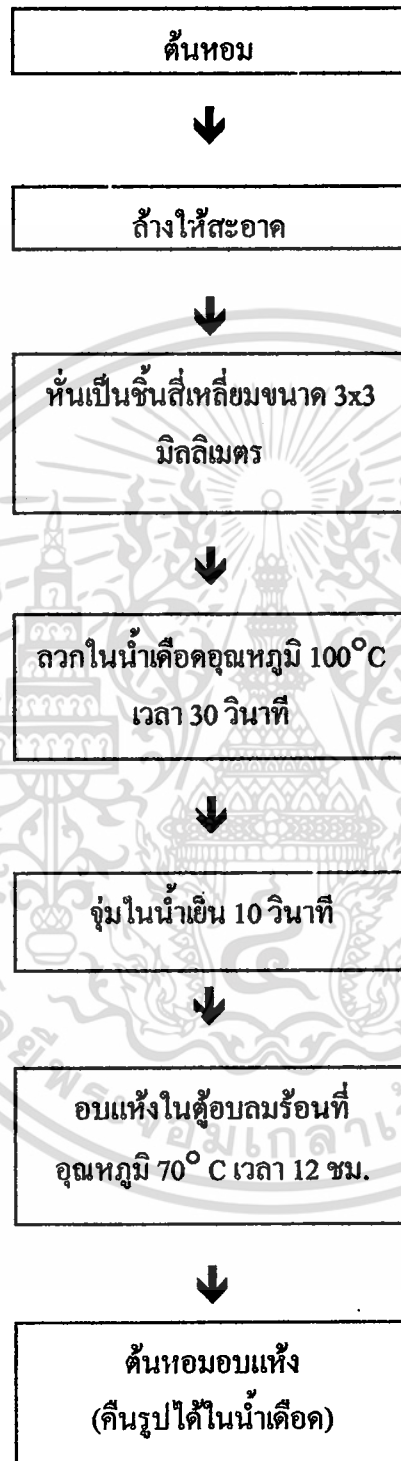 ต้นหอม
ล้างให้สะอาด
หั่นเป็นชิ้นสี่เหลี่ยมขนาด 3x3
มิลลิเมตร
ลวกในน้ำเดือดอุณหภูมิ 100°C
เวลา 30 วินาที
จุ่มในน้ำเย็น 10 วินาที
อบแห้งในตู้อบลมร้อนที่
อุณหภูมิ 70° C เวลา 12 ชม.
ต้นหอมอบแห้ง
(คืนรูปได้ในน้ำเดือด)